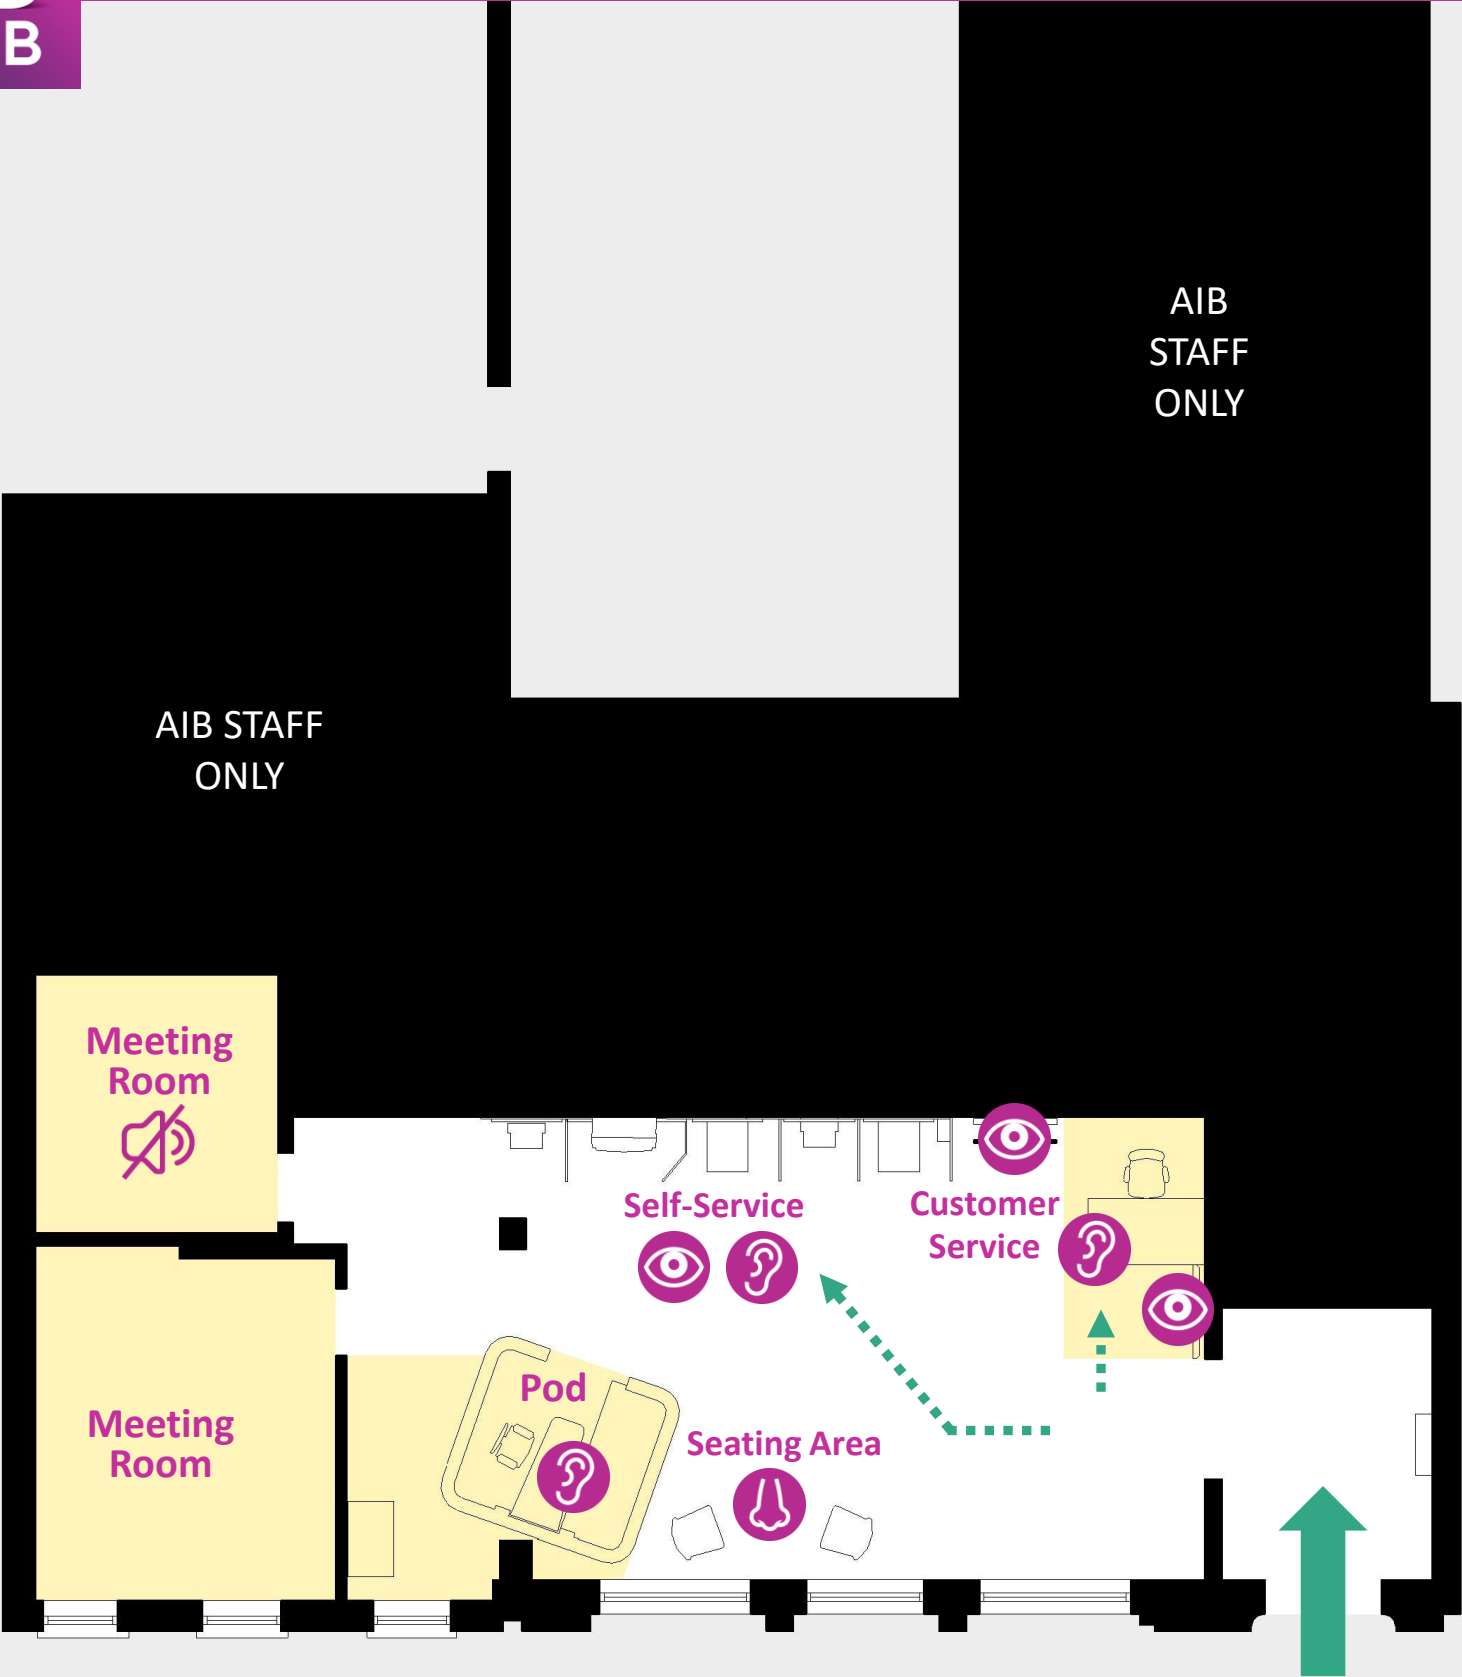 B
AIB
STAFF
ONLY
AIB STAFF
ONLY
Meeting
Room
Self-Service
Customer
Service
Pod
Meeting
Room
Seating Area